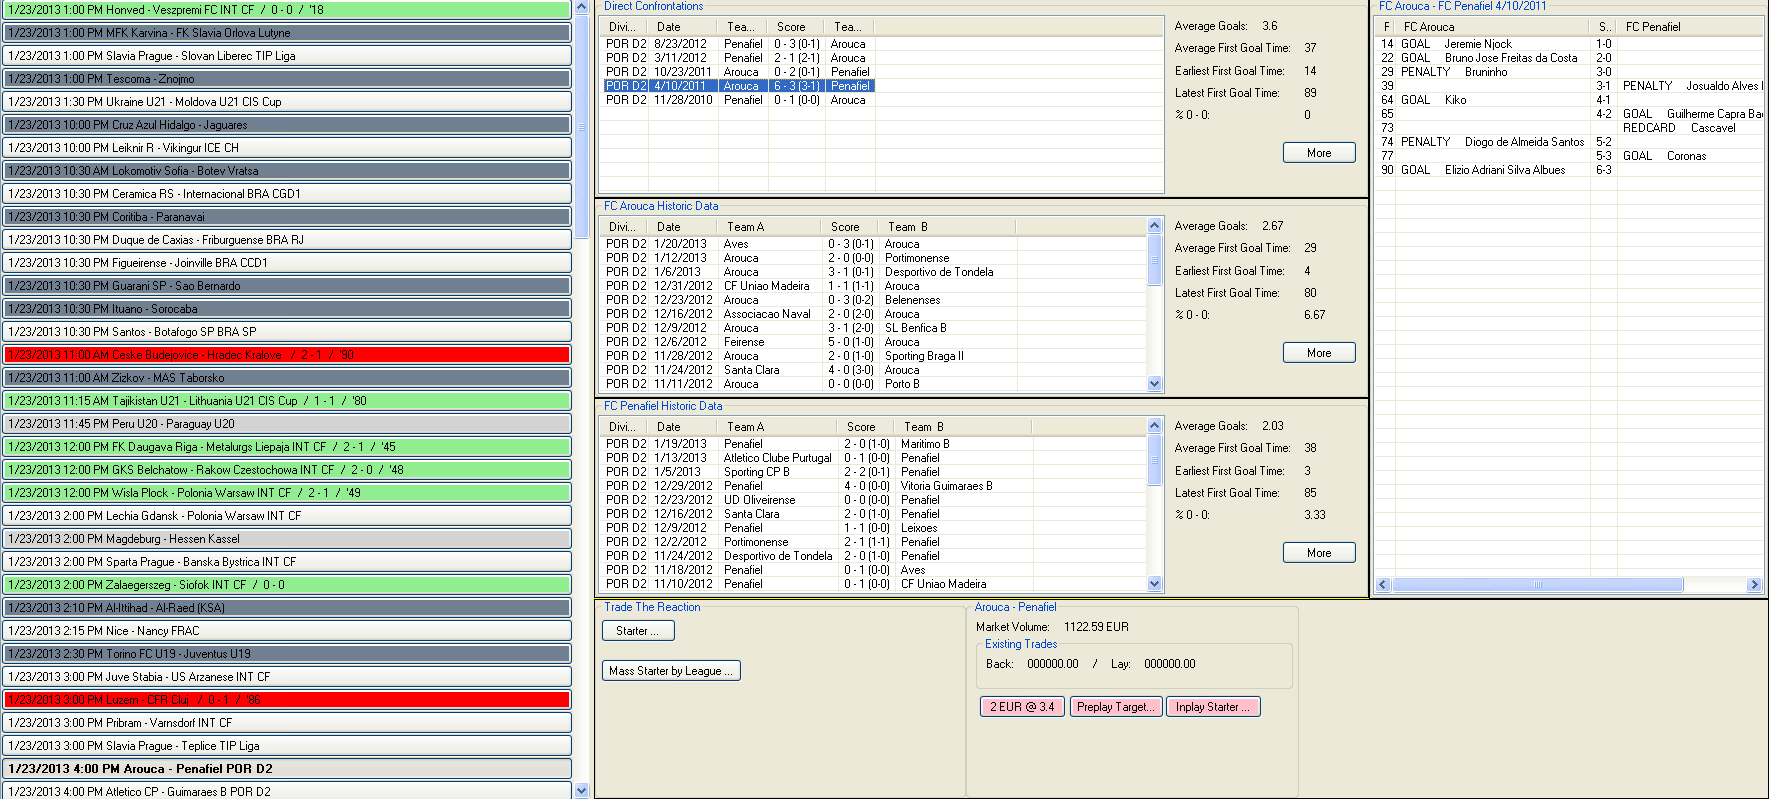 1/23/2013 1:00 PM Honved - Veszpremi FC INT CF / 0 - 0 / '18
1/23/2013 1:00 PM MFK Karvina - FK Slavia Orlova Lutyne
1/23/2013 1:00 PM Slavia Prague - Slovan Liberec TIP Liga
1/23/2013 1:00 PM Tescoma - Znojmo
1/23/2013 1:30 PM Ukraine U21 - Moldova U21 CIS Cup
1/23/2013 10:00 PM Cruz Azul Hidalgo - Jaguares
1/23/2013 10:00 PM Leiknir R - Vikingur ICE CH
1/23/2013 10:30 AM Lokomotiv Sofia - Botev Vratsa
1/23/2013 10:30 PM Ceramica RS - Internacional BRA CGD1
1/23/2013 10:30 PM Coritiba - Paranavai
1/23/2013 10:30 PM Duque de Caxias - Friburguense BRA RJ
1/23/2013 10:30 PM Figueirense - Joinville BRA CCD1
1/23/2013 10:30 PM Guarani SP - Sao Bernardo
1/23/2013 10:30 PM Ituano - Sorocaba
1/23/2013 10:30 PM Santos - Botafogo SP BRA SP
1/23/2013 11:00 AM Ceske Budejovice - Hradec Kralove / 2 - 1 / '90
1/23/2013 11:00 AM Zizkov - MAS Taborsko
1/23/2013 11:15 AM Tajikistan U21 - Lithuania U21 CIS Cup / 1 - 1 / '80
1/23/2013 11:45 PM Peru U20 - Paraguay U20
1/23/2013 12:00 PM FK Daugava Riga - Metalurgs Liepaja INT CF / 2 - 1 / '45
1/23/2013 12:00 PM GKS Belchatow - Rakow Czestochowa INT CF / 2 - 0 / '48
1/23/2013 12:00 PM Wisla Plock - Polonia Warsaw INT CF / 2 - 1 / '49
1/23/2013 2:00 PM Lechia Gdansk - Polonia Warsaw INT CF
1/23/2013 2:00 PM Magdeburg - Hessen Kassel
1/23/2013 2:00 PM Sparta Prague - Banska Bystrica INT CF
1/23/2013 2:00 PM Zalaegerszeg - Siofok INT CF / 0 - 0
1/23/2013 2:10 PM Al-Ittihad - Al-Raed (KSA)
1/23/2013 2:15 PM Nice - Nancy FRAC
1/23/2013 2:30 PM Torino FC U19 - Juventus U19
1/23/2013 3:00 PM Juve Stabia - US Arzanese INT CF
1/23/2013 3:00 PM Luzern - CFR Cluj / 0 - 1 / '86
1/23/2013 3:00 PM Pribram - Varnsdorf INT CF
1/23/2013 3:00 PM Slavia Prague - Teplice TIP Liga
1/23/2013 4:00 PM Arouca - Penafiel POR D2
1/23/2013 4:00 PM Atletico CP - Guimaraes B POR D2
Direct Confrontations
Divi... Date Tea... Score Tea...
POR D2 8/23/2012 Penafiel 0 - 3 (0-1) Arouca
POR D2 3/11/2012 Penafiel 2 - 1 (2-1) Arouca
POR D2 10/23/2011 Arouca 0 - 2 (0-1) Penafiel
POR D2 4/10/2011 Arouca 6 - 3 (3-1) Penafiel
POR D2 11/28/2010 Penafiel 0 - 1 (0-0) Arouca
Average Goals: 3.6
Average First Goal Time: 37
Earliest First Goal Time: 14
Latest First Goal Time: 89
% 0 - 0: 0
More
FC Arouca Historic Data
Divi... Date Team A Score Team B
POR D2 1/20/2013 Aves 0 - 3 (0-1) Arouca
POR D2 1/12/2013 Arouca 2 - 0 (0-0) Portimonense
POR D2 1/6/2013 Arouca 3 - 1 (0-1) Desportivo de Tondela
POR D2 12/31/2012 CF Uniao Madeira 1 - 1 (1-1) Arouca
POR D2 12/23/2012 Arouca 0 - 3 (0-2) Belenenses
POR D2 12/16/2012 Associacao Naval 2 - 0 (2-0) Arouca
POR D2 12/9/2012 Arouca 3 - 1 (2-0) SL Benfica B
POR D2 12/6/2012 Feirense 5 - 0 (1-0) Arouca
POR D2 11/28/2012 Arouca 2 - 0 (1-0) Sporting Braga II
POR D2 11/24/2012 Santa Clara 4 - 0 (3-0) Arouca
POR D2 11/11/2012 Arouca 0 - 0 (0-0) Porto B
Average Goals: 2.67
Average First Goal Time: 29
Earliest First Goal Time: 4
Latest First Goal Time: 80
% 0 - 0: 6.67
More
FC Penafiel Historic Data
Divi... Date Team A Score Team B
POR D2 1/19/2013 Penafiel 2 - 0 (1-0) Maritimo B
POR D2 1/13/2013 Atletico Clube Purtugal 0 - 1 (0-0) Penafiel
POR D2 1/5/2013 Sporting CP B 2 - 2 (0-1) Penafiel
POR D2 12/29/2012 Penafiel 4 - 0 (0-0) Vitoria Guimaraes B
POR D2 12/23/2012 UD Oliveirense 0 - 0 (0-0) Penafiel
POR D2 12/16/2012 Santa Clara 2 - 0 (1-0) Penafiel
POR D2 12/9/2012 Penafiel 1 - 1 (0-0) Leixoes
POR D2 12/2/2012 Portimonense 2 - 1 (1-1) Penafiel
POR D2 11/24/2012 Desportivo de Tondela 2 - 0 (1-0) Penafiel
POR D2 11/18/2012 Penafiel 0 - 1 (0-0) Aves
POR D2 11/10/2012 Penafiel 0 - 1 (0-0) CF Uniao Madeira
Average Goals: 2.03
Average First Goal Time: 38
Earliest First Goal Time: 3
Latest First Goal Time: 85
% 0 - 0: 3.33
More
FC Arouca - FC Penafiel 4/10/2011
F FC Arouca S.. FC Penafiel
14 GOAL Jeremie Njock 1-0
22 GOAL Bruno Jose Freitas da Costa 2-0
29 PENALTY Bruninho 3-0
39 3-1 PENALTY Josualdo Alves
64 GOAL Kiko 4-1
65 4-2 GOAL Guilherme Capra Ba
73 REDCARD Cascavel
74 PENALTY Diogo de Almeida Santos 5-2
77 5-3 GOAL Coronas
90 GOAL Elizio Adriani Silva Albues 6-3
Trade The Reaction
Starter ...
Mass Starter by League ...
Arouca - Penafiel
Market Volume: 1122.59 EUR
Existing Trades
Back: 000000.00 / Lay: 000000.00
2 EUR @ 3.4 Preplay Target... Inplay Starter ...